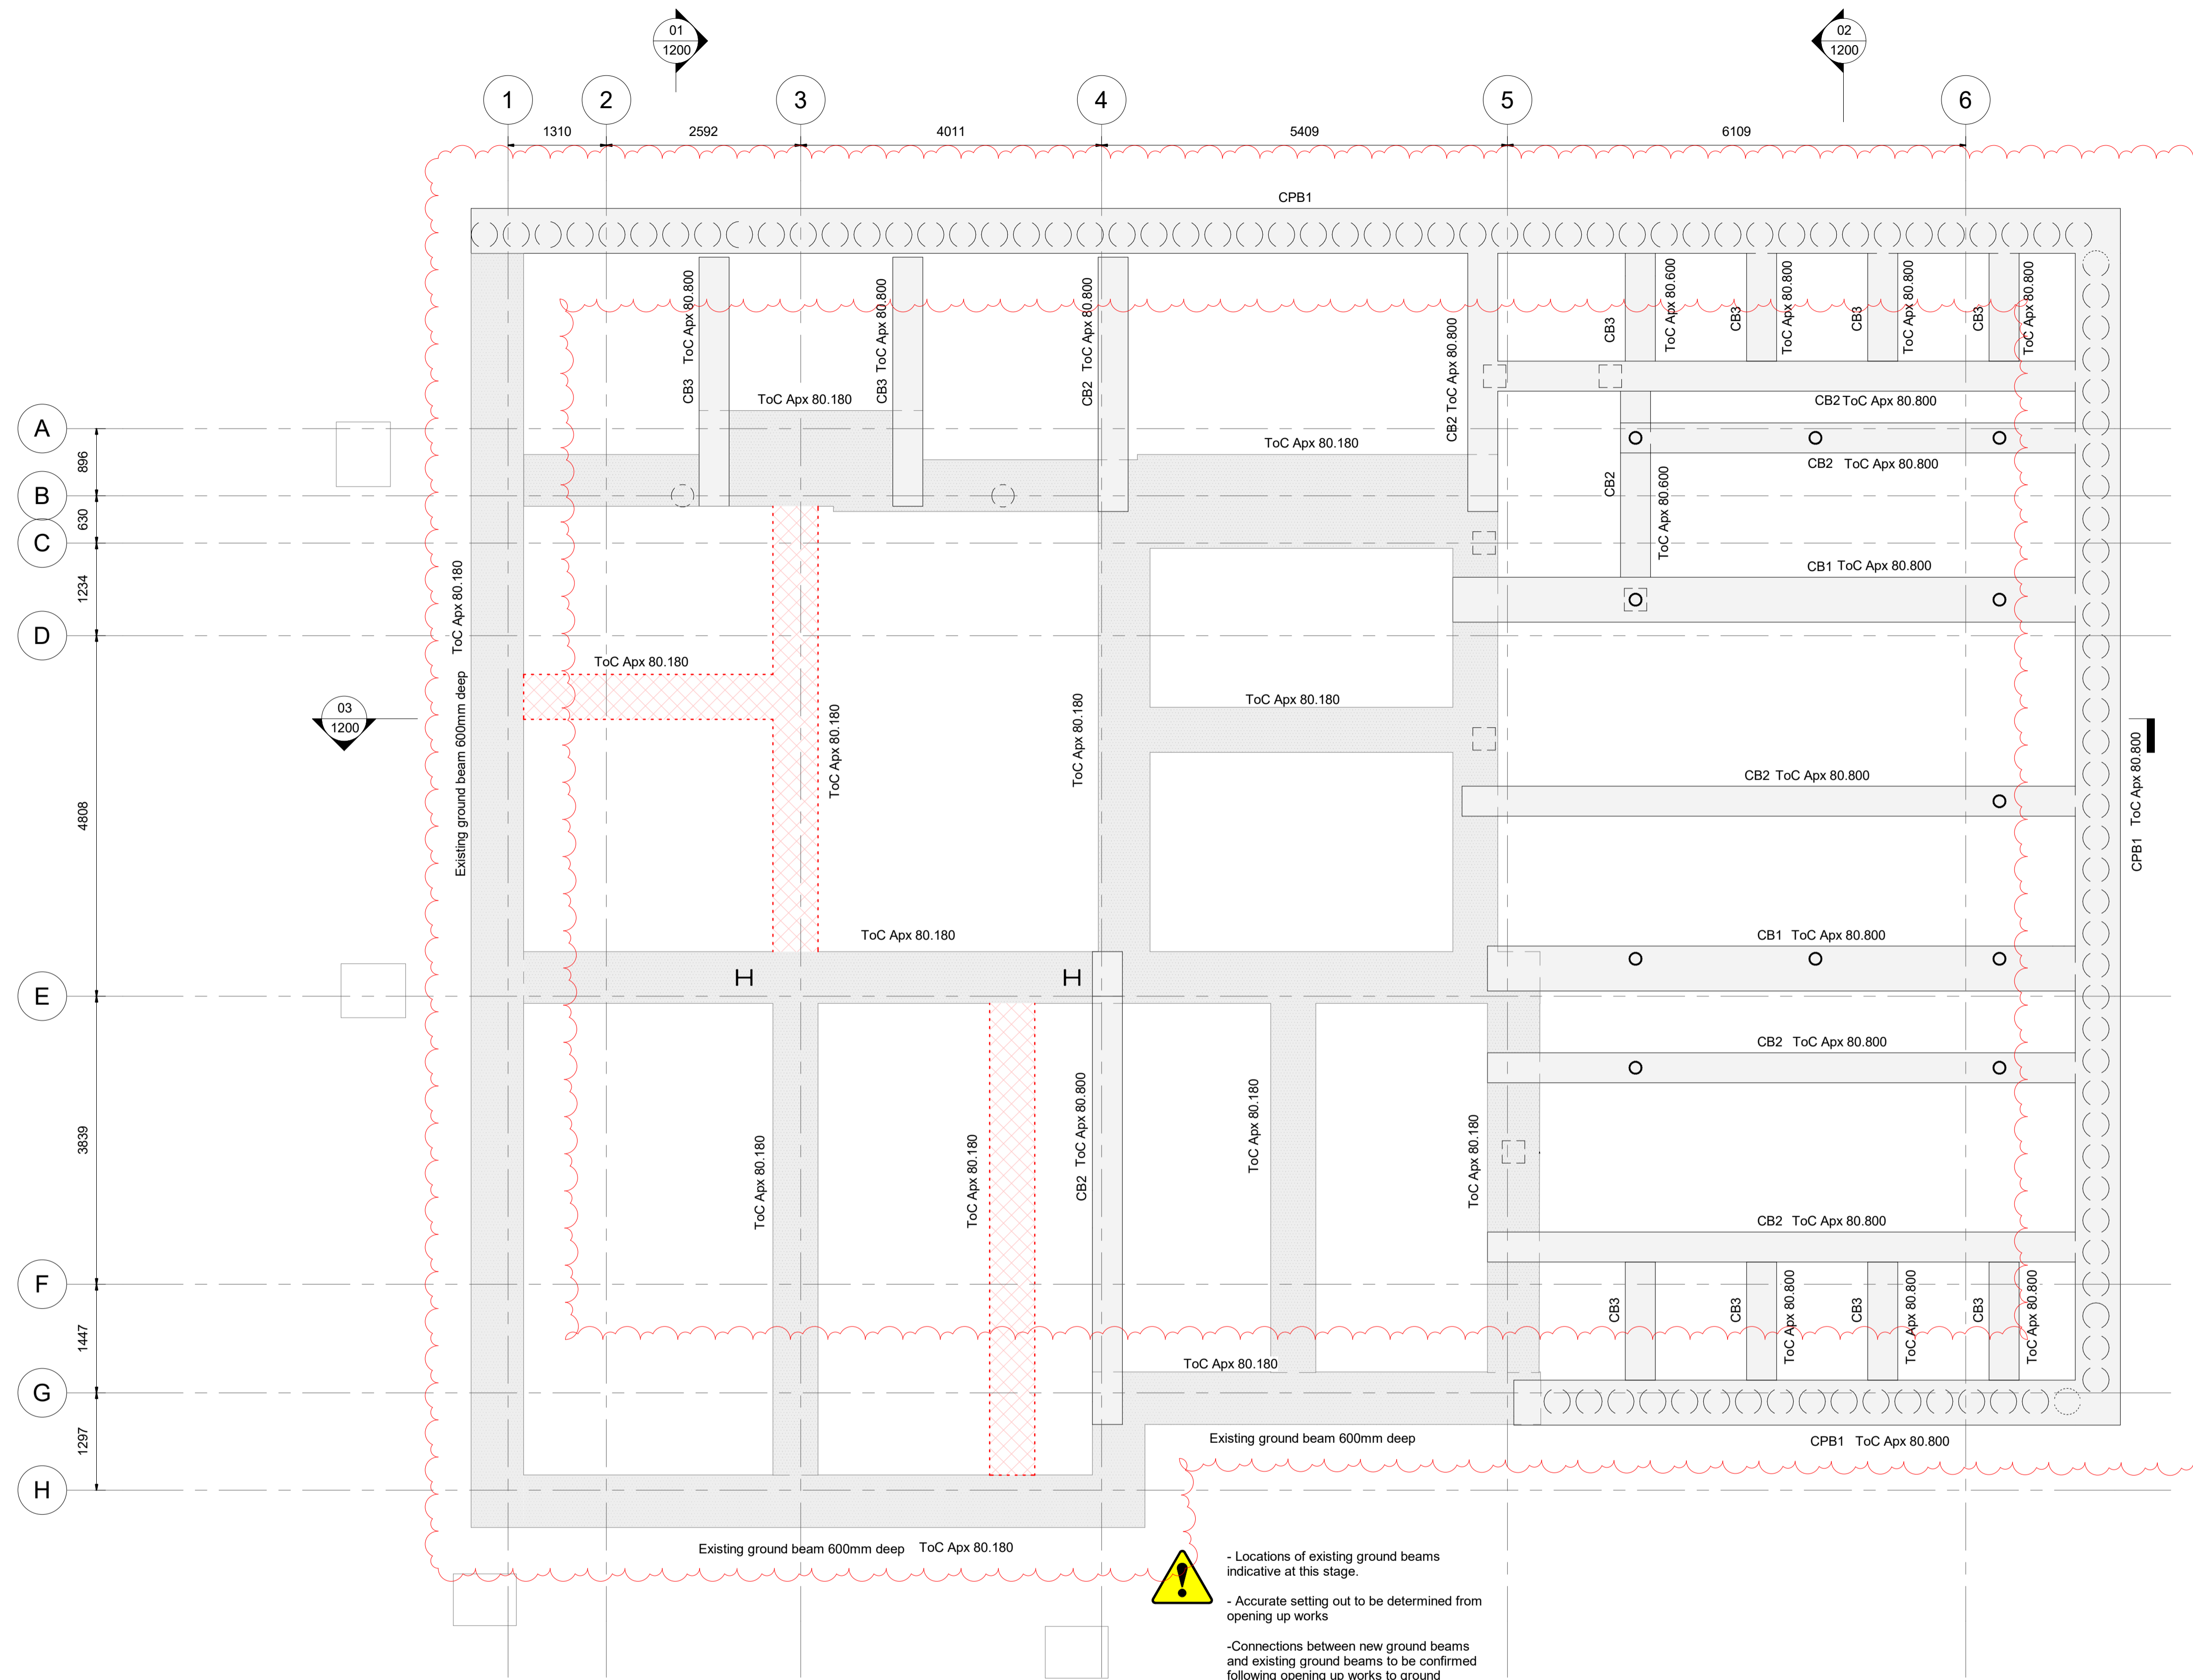 01
1200
02
1200
1
2
3
4
5
6
1310
2592
4011
5409
6109
CPB1
CB3 ToC Apx 80.800
CB3 ToC Apx 80.800
CB2 ToC Apx 80.800
CB2 ToC Apx 80.800
CB3
ToC Apx 80.600
CB3
ToC Apx 80.800
CB3
ToC Apx 80.800
CB3
ToC Apx 80.800
ToC Apx 80.180
CB2 ToC Apx 80.800
A
896
ToC Apx 80.180
CB2 ToC Apx 80.800
B
630
CB2
ToC Apx 80.600
C
1234
CB1 ToC Apx 80.800
D
Existing ground beam 600mm deep ToC Apx 80.180
ToC Apx 80.180
ToC Apx 80.180
ToC Apx 80.180
ToC Apx 80.180
03
1200
CB2 ToC Apx 80.800
CPB1 ToC Apx 80.800
4808
ToC Apx 80.180
CB1 ToC Apx 80.800
E
CB2 ToC Apx 80.800
3839
ToC Apx 80.180
ToC Apx 80.180
CB2 ToC Apx 80.800
ToC Apx 80.180
ToC Apx 80.180
CB2 ToC Apx 80.800
F
CB3
CB3
ToC Apx 80.800
CB3
ToC Apx 80.800
CB3
ToC Apx 80.800
1447
ToC Apx 80.180
G
1297
Existing ground beam 600mm deep
CPB1 ToC Apx 80.800
H
Existing ground beam 600mm deep ToC Apx 80.180
- Locations of existing ground beams
indicative at this stage.
- Accurate setting out to be determined from
opening up works
-Connections between new ground beams
and existing ground beams to be confirmed
following opening up works to ground